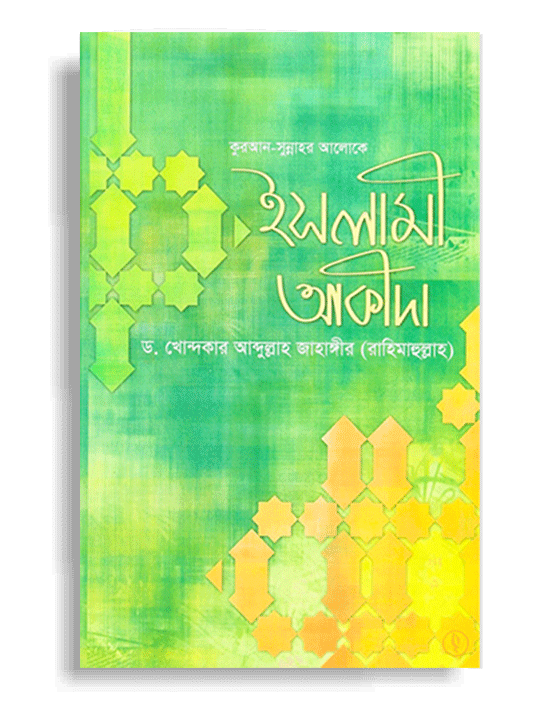 কুরআন-সুন্নাহর আলোকে
ইসলামী
আকীদা
ড. খোন্দকার আব্দুল্লাহ জাহাঙ্গীর (রাহিমাহুল্লাহ)